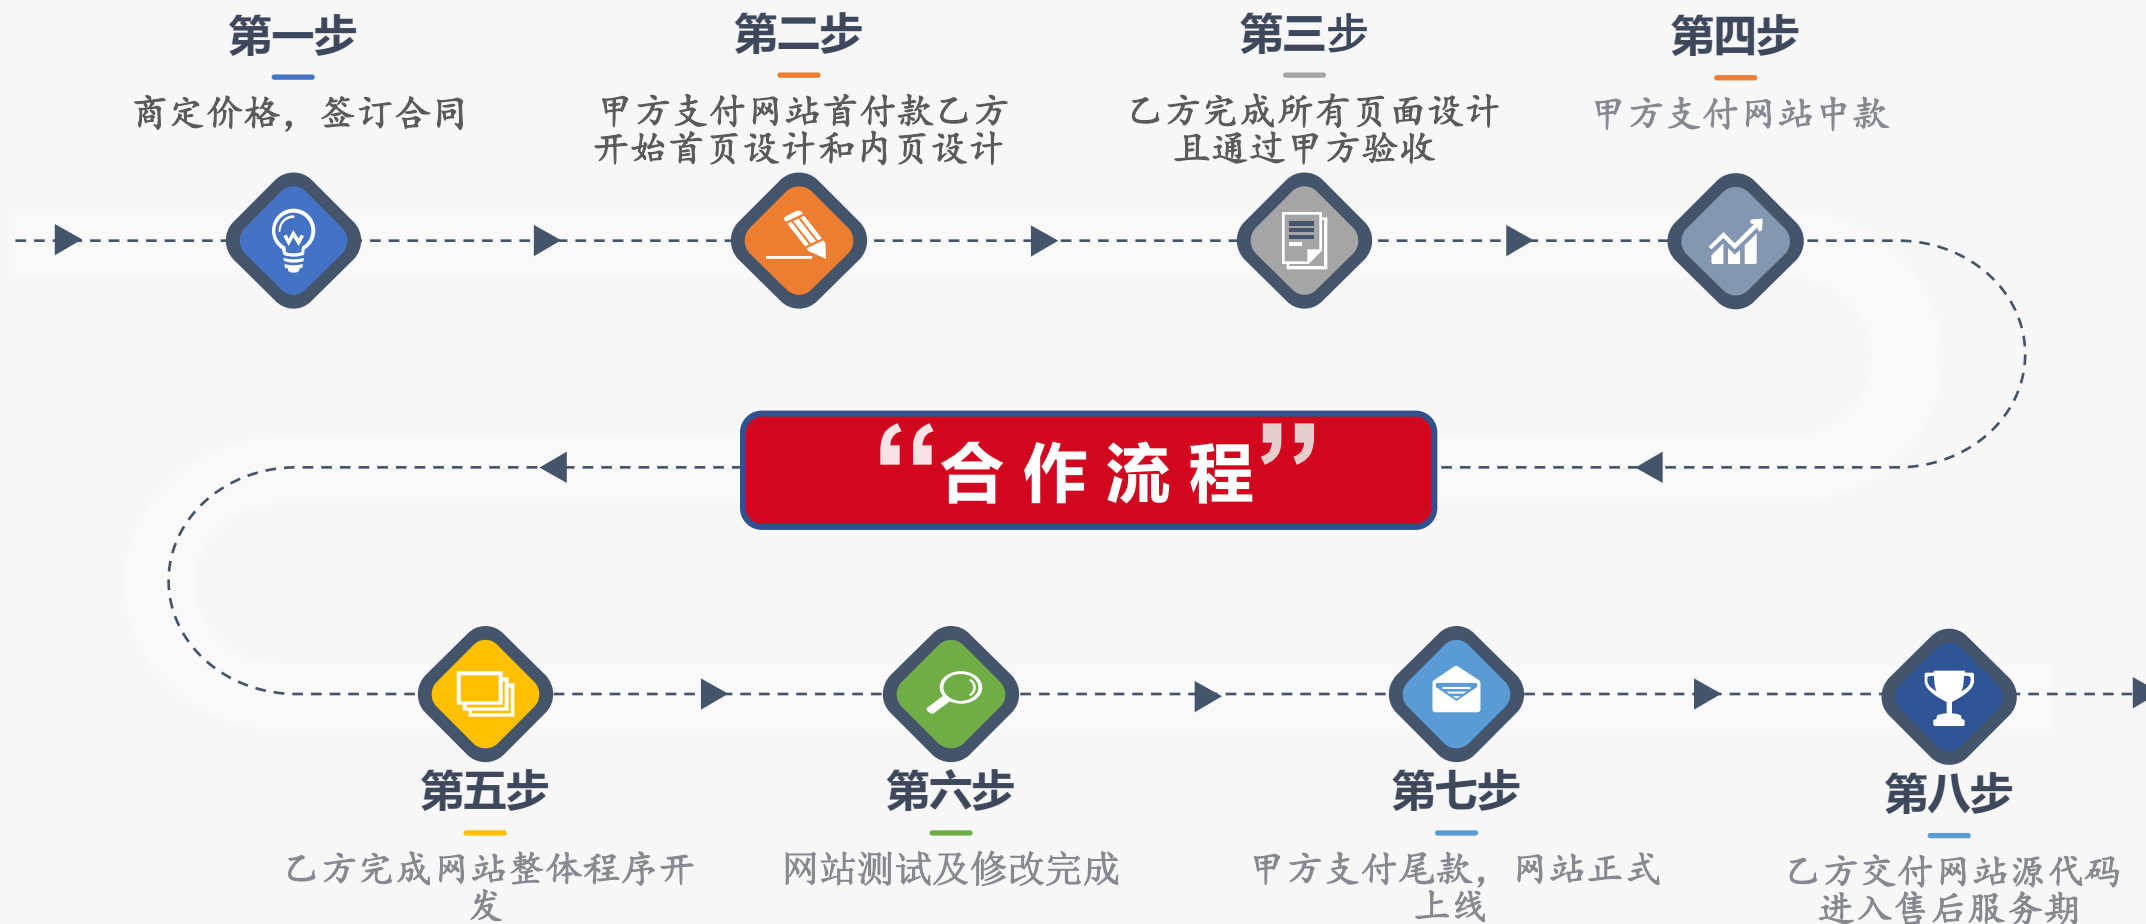 第一步
商定价格，签订合同
第二步
甲方支付网站首付款乙方
开始首页设计和内页设计
第三步
乙方完成所有页面设计
且通过甲方验收
第四步
甲方支付网站中款
“合作流程”
第五步
乙方完成网站整体程序开
发
第六步
网站测试及修改完成
第七步
甲方支付尾款，网站正式
上线
第八步
乙方交付网站源代码
进入售后服务期